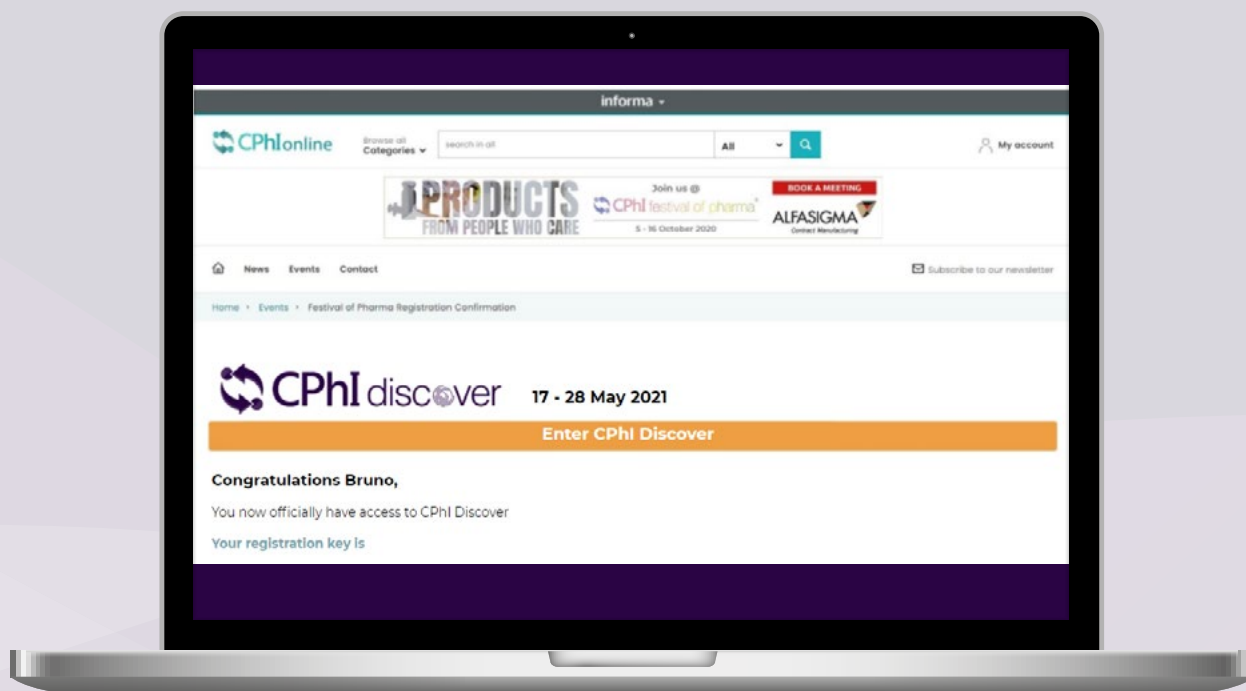 informa
CPhIonline
Browse all
Categories
search in all
All
My account
PRODUCTS
FROM PEOPLE WHO CARE
Join us @
CPhI festival of pharma
5 - 16 October 2020
BOOK A MEETING
ALFASIGMA
Contract Manufacturing
News Events Contact
Subscribe to our newsletter
Home › Events › Festival of Pharma Registration Confirmation
CPhI discover 17 - 28 May 2021
Enter CPhI Discover
Congratulations Bruno,
You now officially have access to CPhI Discover
Your registration key is